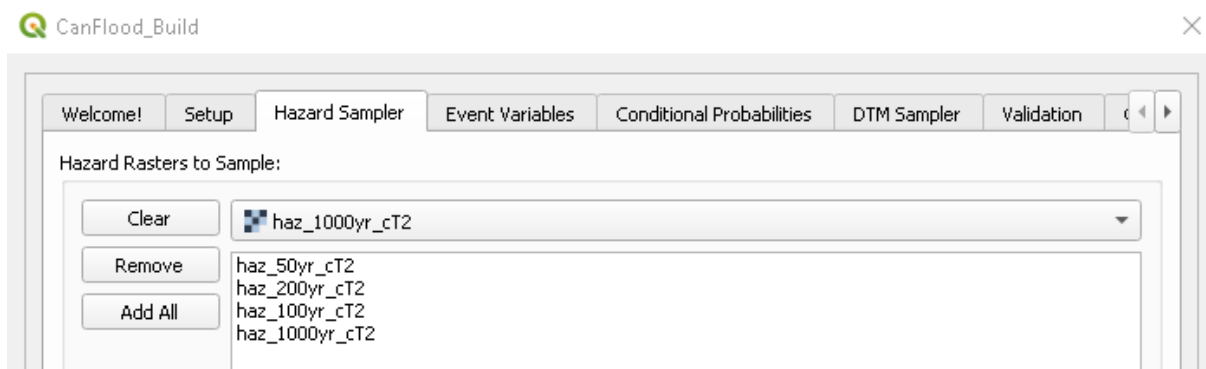 CanFlood_Build
Welcome! Setup Hazard Sampler Event Variables Conditional Probabilities DTM Sampler Validation
Hazard Rasters to Sample:
Clear haz_1000yr_cT2
Remove haz_50yr_cT2
haz_200yr_cT2
Add All haz_100yr_cT2
haz_1000yr_cT2